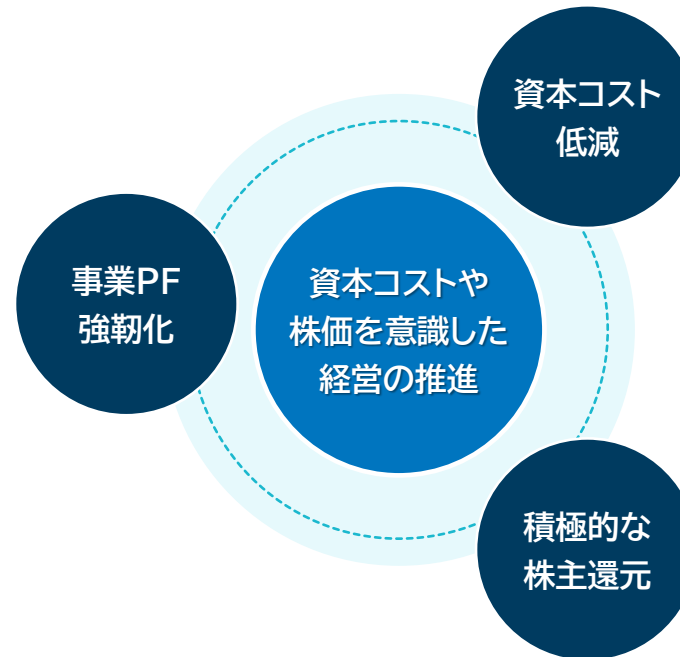 資本コスト
低減
事業PF
強靭化
資本コストや
株価を意識した
経営の推進
積極的な
株主還元